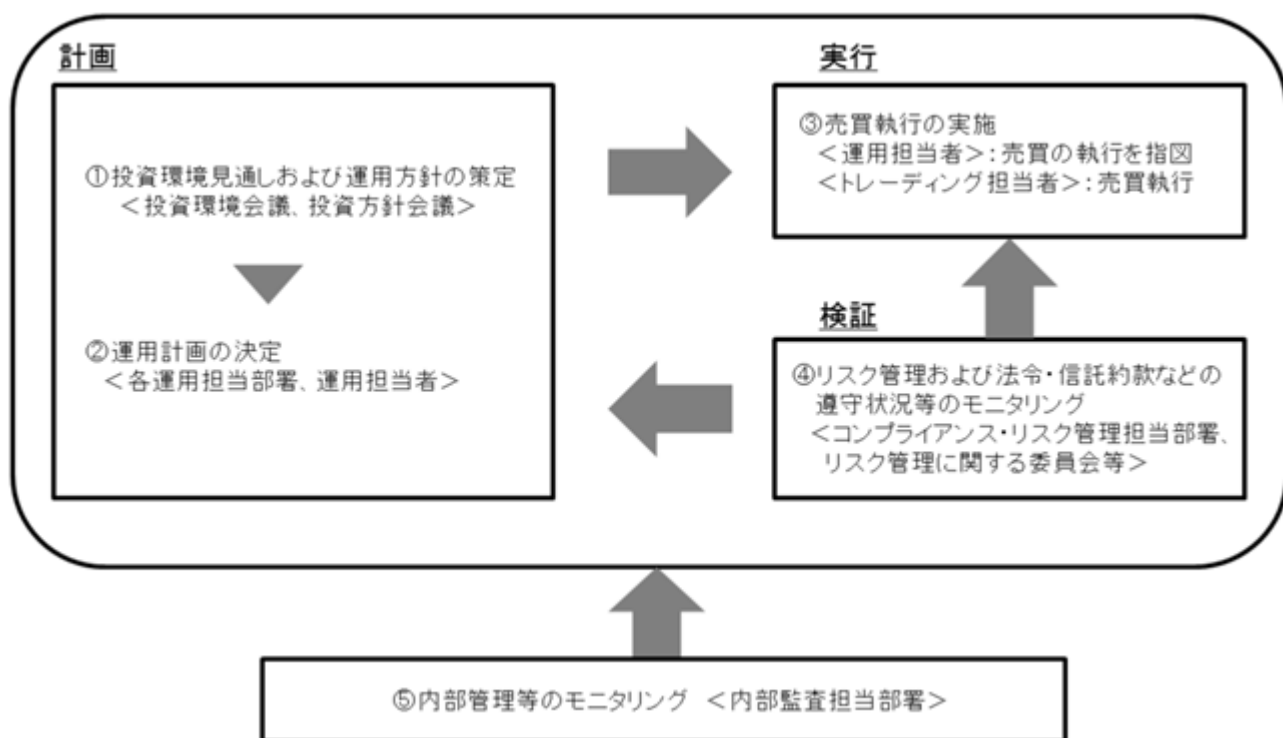 計画
①投資環境見通しおよび運用方針の策定
<投資環境会議、投資方針会議>
②運用計画の決定
<各運用担当部署、運用担当者>
実行
③売買執行の実施
<運用担当者>:売買の執行を指図
<トレーディング担当者>:売買執行
検証
④リスク管理および法令・信託約款などの
遵守状況等のモニタリング
<コンプライアンス・リスク管理担当部署、
リスク管理に関する委員会等>
⑤内部管理等のモニタリング <内部監査担当部署>